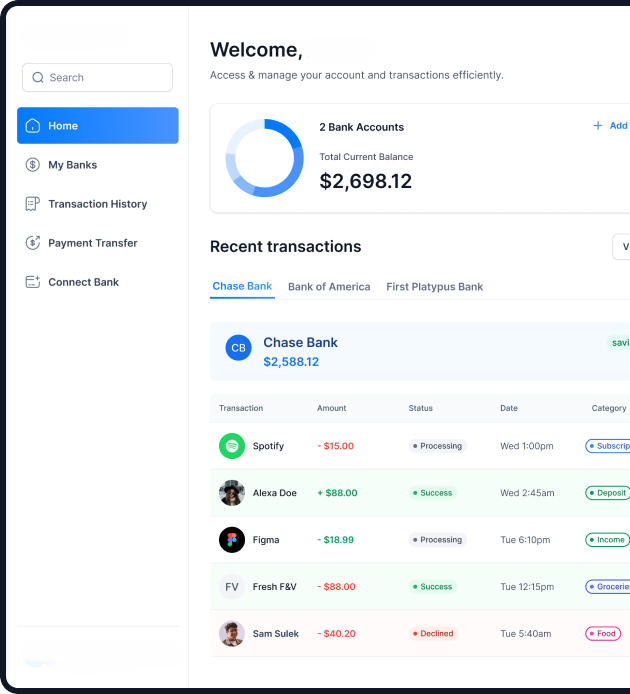 Welcome,
Access & manage your account and transactions efficiently.
Search
Home
My Banks
Transaction History
Payment Transfer
Connect Bank
2 Bank Accounts
Add
Total Current Balance
$2,698.12
Recent transactions
V
Chase Bank Bank of America First Platypus Bank
CB
Chase Bank
$2,588.12
savi
Transaction Amount Status Date Category
Spotify - $15.00 Processing Wed 1:00pm Subscrip
Alexa Doe + $88.00 Success Wed 2:45am Deposit
Figma - $18.99 Processing Tue 6:10pm Income
FV Fresh F&V - $88.00 Success Tue 12:15pm Groceries
Sam Sulek - $40.20 Declined Tue 5:40am Food